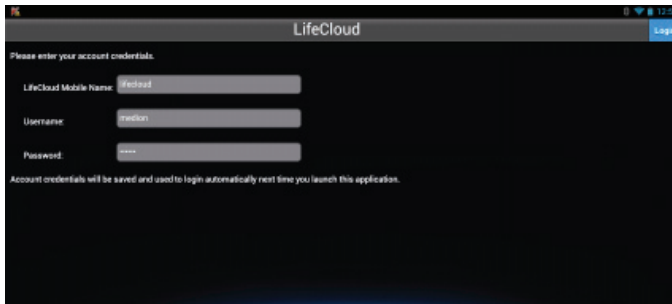 LifeCloud
Login
Please enter your account credentials.
LifeCloud Mobile Name: lifecloud
Username: medion
Password: ----
Account credentials will be saved and used to login automatically next time you launch this application.